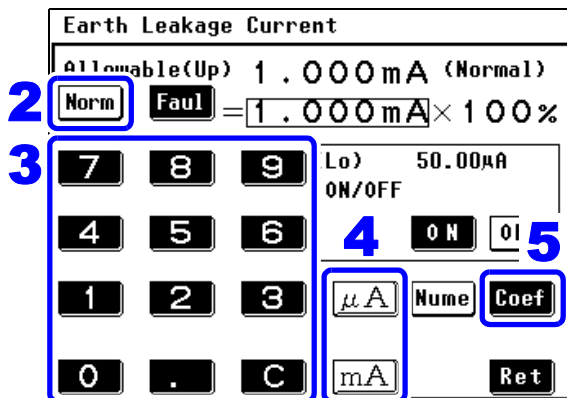 Earth Leakage Current
Allowable(Up) 1.000mA (Normal)
2 Norm Faul =1.000mA×100%
3 7 8 9 Lo) 50.00µA
ON/OFF
4 5 6 4 ON 5
1 2 3 µA Nume Coef
0 . C mA Ret